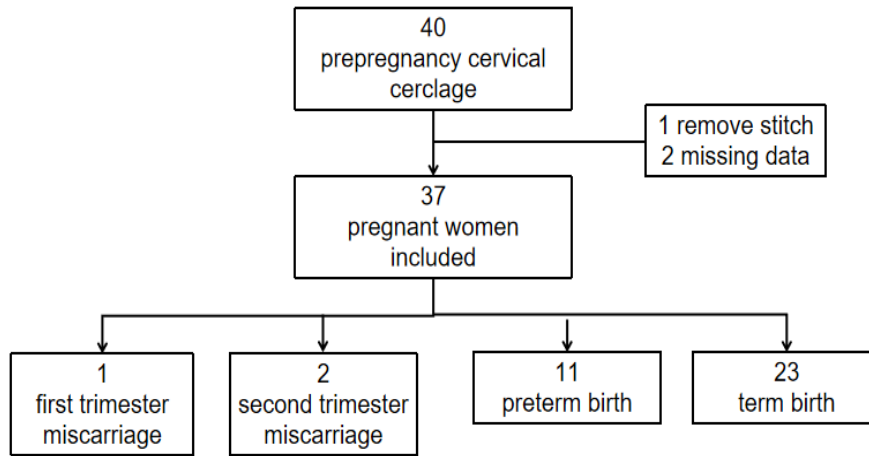 40
prepregnancy cervical
cerclage
1 remove stitch
2 missing data
37
pregnant women
included
1
first trimester
miscarriage
2
second trimester
miscarriage
11
preterm birth
23
term birth